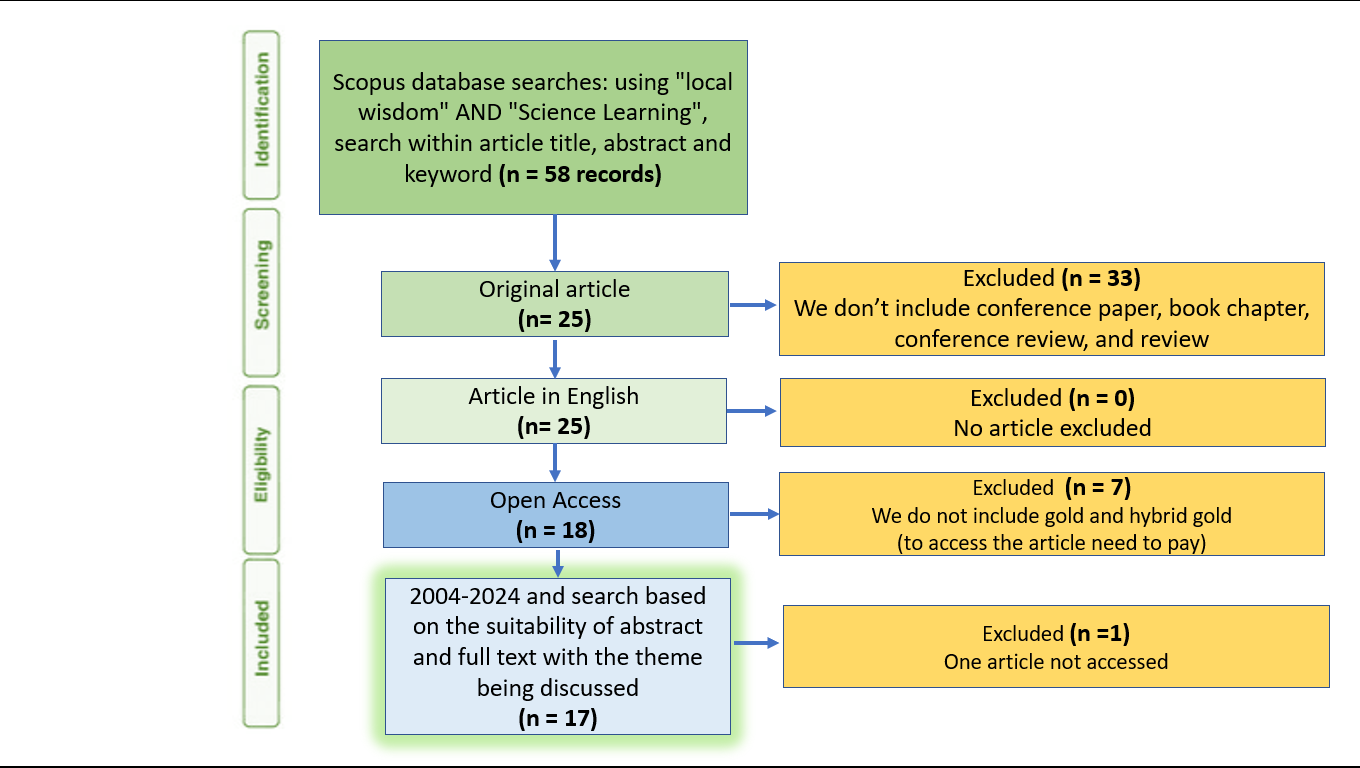 Identification
Scopus database searches: using "local
wisdom" AND "Science Learning",
search within article title, abstract and
keyword (n = 58 records)
Screening
Original article
(n= 25)
Excluded (n = 33)
We don’t include conference paper, book chapter,
conference review, and review
Article in English
(n= 25)
Excluded (n = 0)
No article excluded
Eligibility
Open Access
(n = 18)
Excluded (n = 7)
We do not include gold and hybrid gold
(to access the article need to pay)
Included
2004-2024 and search based
on the suitability of abstract
and full text with the theme
being discussed
(n = 17)
Excluded (n =1)
One article not accessed